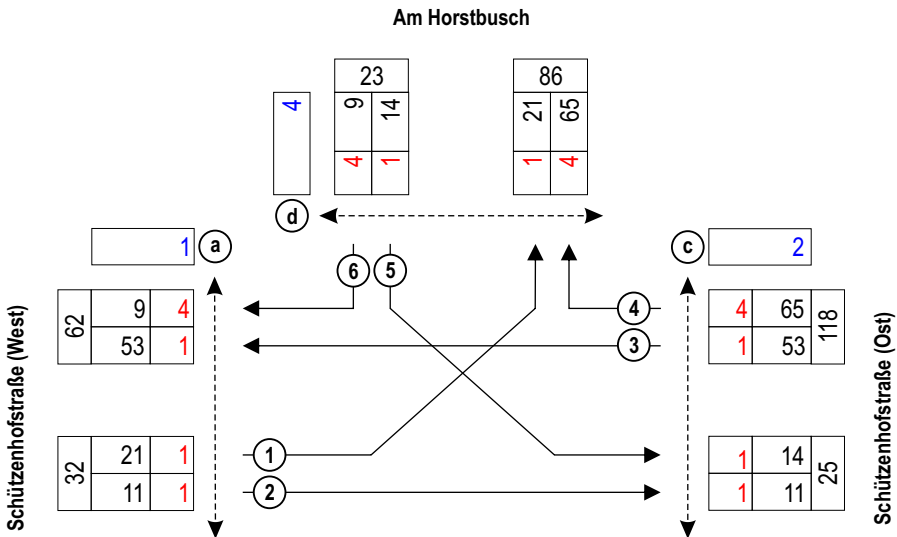 Am Horstbusch
23 86
4 9 14 21 65
4 1 1 4
d
1 a c 2
6 5
62 9 4 4 4 65 118
53 1 3 1 53
Schützenhofstraße (West)
Schützenhofstraße (Ost)
32 21 1 1 1 14 25
11 1 2 1 11